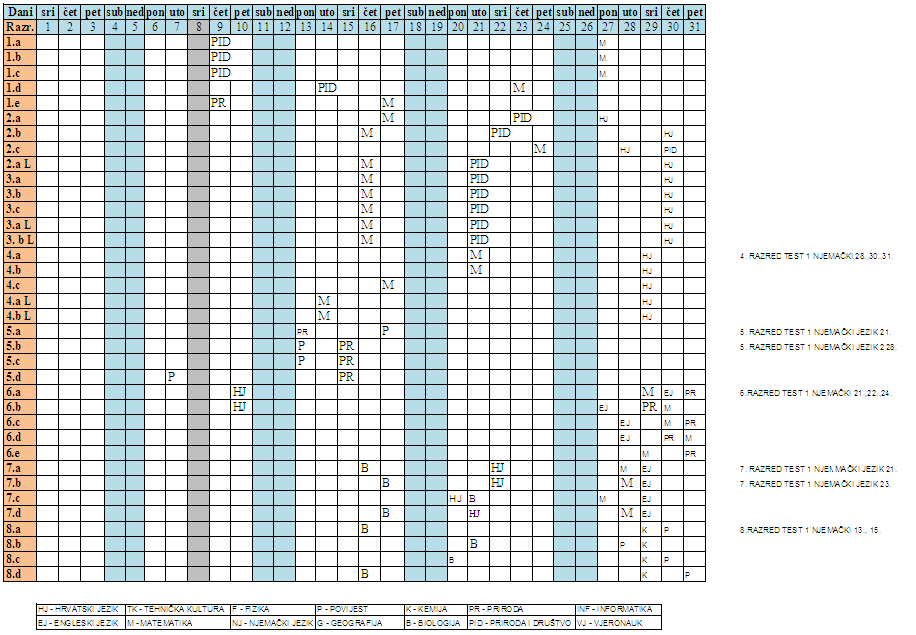 Dani sri čet pet sub ned pon uto sri čet pet sub ned pon uto sri čet pet sub ned pon uto sri čet pet sub ned pon uto sri čet pet
Razr. 1 2 3 4 5 6 7 8 9 10 11 12 13 14 15 16 17 18 19 20 21 22 23 24 25 26 27 28 29 30 31
1.a PID M
1.b PID M
1.c PID M
1.d PID M
1.e PR M
2.a M PID HJ
2.b M PID HJ
2.c M HJ PID
2.a L M PID HJ
3.a M PID HJ
3.b M PID HJ
3.c M PID HJ
3.a L M PID HJ
3. b L M PID HJ
4.a M HJ 4. RAZRED TEST 1 NJEMAČKI 28.,30.,31.
4.b M HJ
4.c M HJ
4.a L M HJ
4.b L M HJ
5.a PR P 5. RAZRED TEST 1 NJEMAČKI JEZIK 21.
5.b P PR 5. RAZRED TEST 1 NJEMAČKI JEZIK 2 28.
5.c P PR
5.d P PR
6.a HJ M EJ PR 6.RAZRED TEST 1 NJEMAČKI 21.,22.,24.
6.b HJ EJ PR M
6.c EJ M PR
6.d EJ PR M
6.e M PR
7.a B HJ M EJ 7. RAZRED TEST 1 NJEMMAČKI JEZIK 21.
7.b B HJ M EJ 7. RAZRED TEST 1 NJEMAČKI JEZIK 23.
7.c HJ B M EJ
7.d B HJ M EJ
8.a B K P 8.RAZRED TEST 1 NJEMAČKI 13., 15.
8.b B P K
8.c B K P
8.d B K P
HJ - HRVATSKI JEZIK TK - TEHNIČKA KULTURA F - FIZIKA P - POVIJEST K - KEMIJA PR - PRIRODA INF - INFORMATIKA
EJ - ENGLESKI JEZIK M - MATEMATIKA NJ - NJEMAČKI JEZIK G - GEOGRAFIJA B - BIOLOGIJA PID - PRIRODA I DRUŠTVO VJ - VJERONAUK